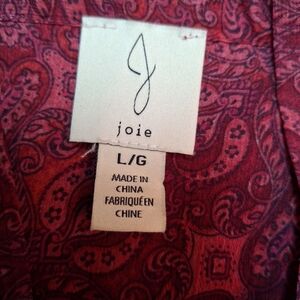 J
joie
L/G
MADE IN
CHINA
FABRIQUÉ EN
CHINE